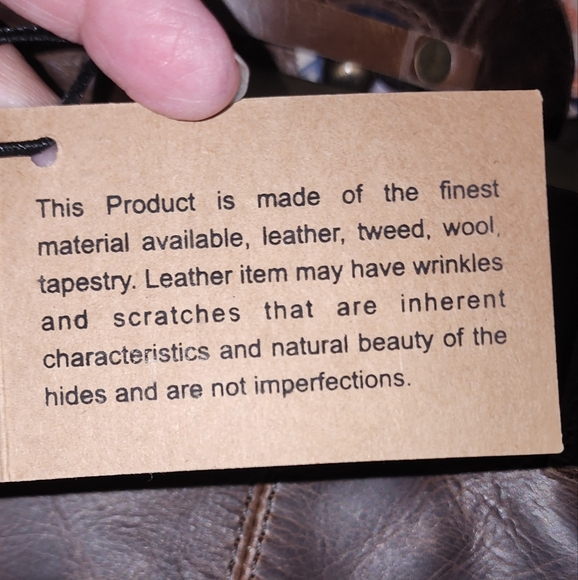 This Product is made of the finest
material available, leather, tweed, wool,
tapestry. Leather item may have wrinkles
and scratches that are inherent
characteristics and natural beauty of the
hides and are not imperfections.